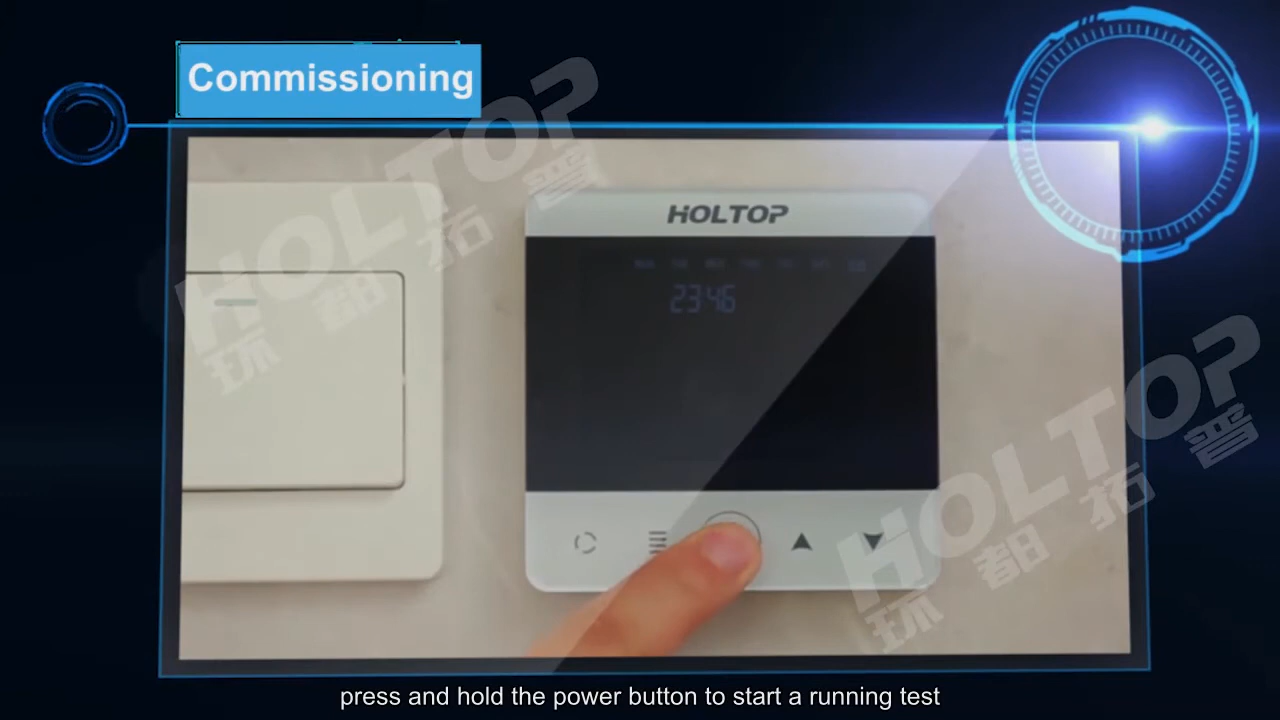 Commissioning
HOLTOP
23:46
HOLTOP
环都拓普
HOLTOP
环都拓普
press and hold the power button to start a running test